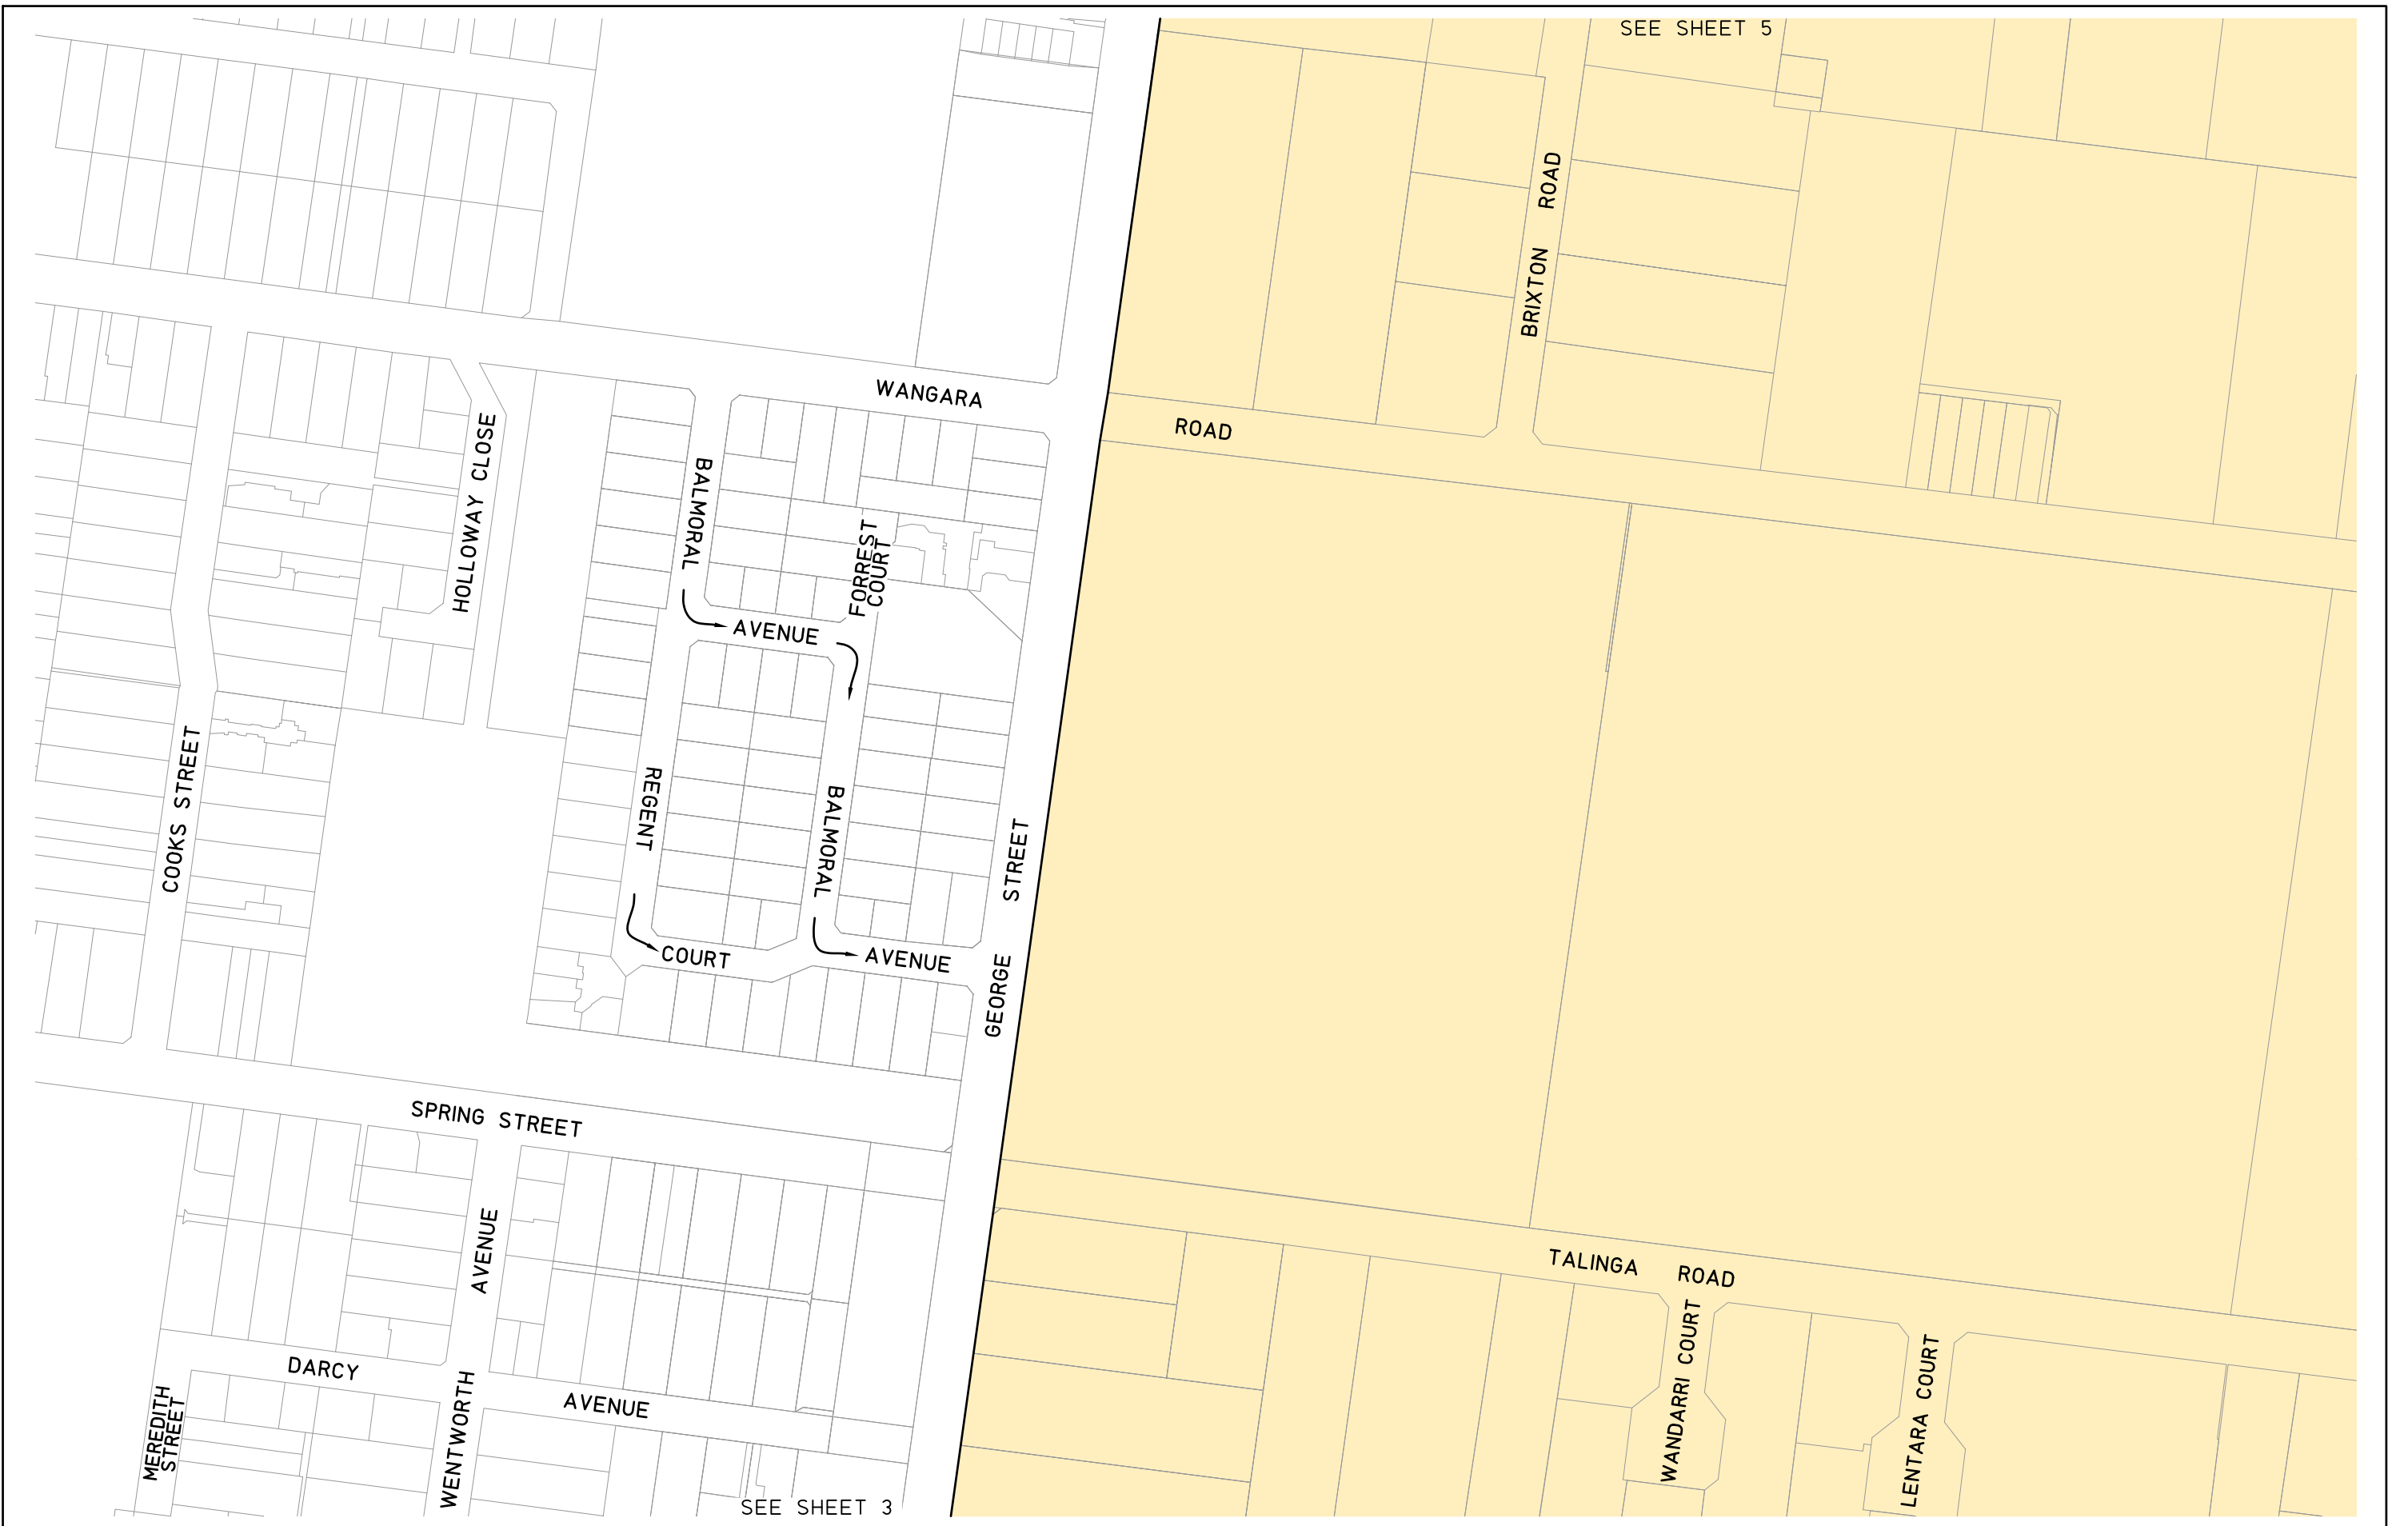 SEE SHEET 5
BRIXTON ROAD
WANGARA
ROAD
HOLLOWAY CLOSE
BALMORAL
FORREST
COURT
AVENUE
COOKS STREET
REGENT
BALMORAL
GEORGE STREET
COURT
AVENUE
SPRING STREET
TALINGA ROAD
WENTWORTH AVENUE
WANDARRI COURT
LENTARA COURT
DARCY
AVENUE
MEREDITH
STREET
SEE SHEET 3